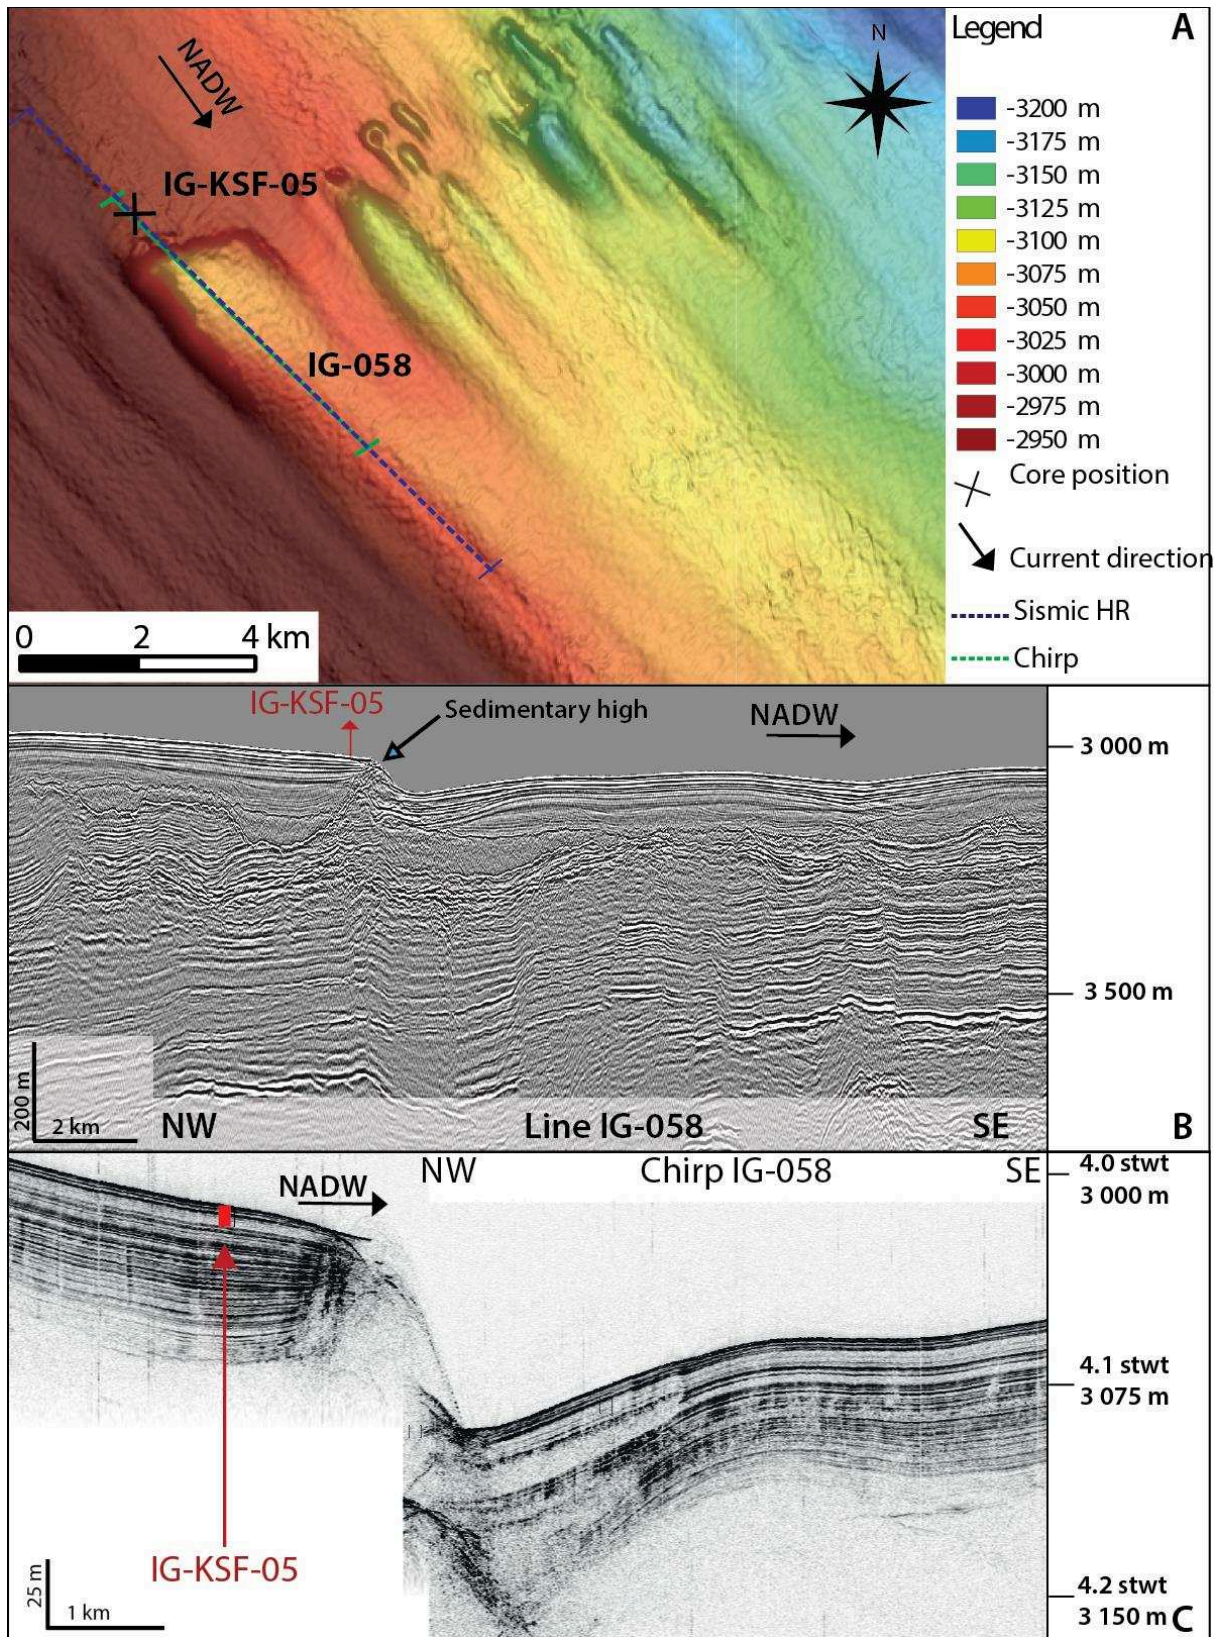 NADW
IG-KSF-05
IG-058
0 2 4 km
N
Legend
A
-3200 m
-3175 m
-3150 m
-3125 m
-3100 m
-3075 m
-3050 m
-3025 m
-3000 m
-2975 m
-2950 m
Core position
Current direction
Sismic HR
Chirp
IG-KSF-05
Sedimentary high
NADW
3 000 m
3 500 m
200 m
2 km
NW
Line IG-058
SE
B
NW
Chirp IG-058
SE
NADW
4.0 stwt
3 000 m
4.1 stwt
3 075 m
IG-KSF-05
25 m
1 km
4.2 stwt
3 150 m
C